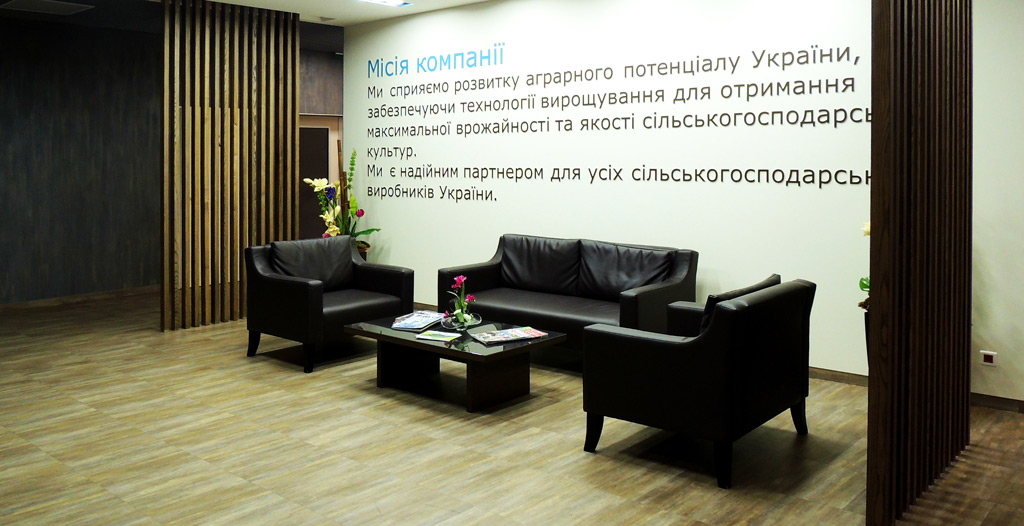 Місія компанії
Ми сприяємо розвитку аграрного потенціалу України,
забезпечуючи технології вирощування для отримання
максимальної врожайності та якості сільськогосподарсь
культур.
Ми є надійним партнером для усіх сільськогосподарськ
виробників України.